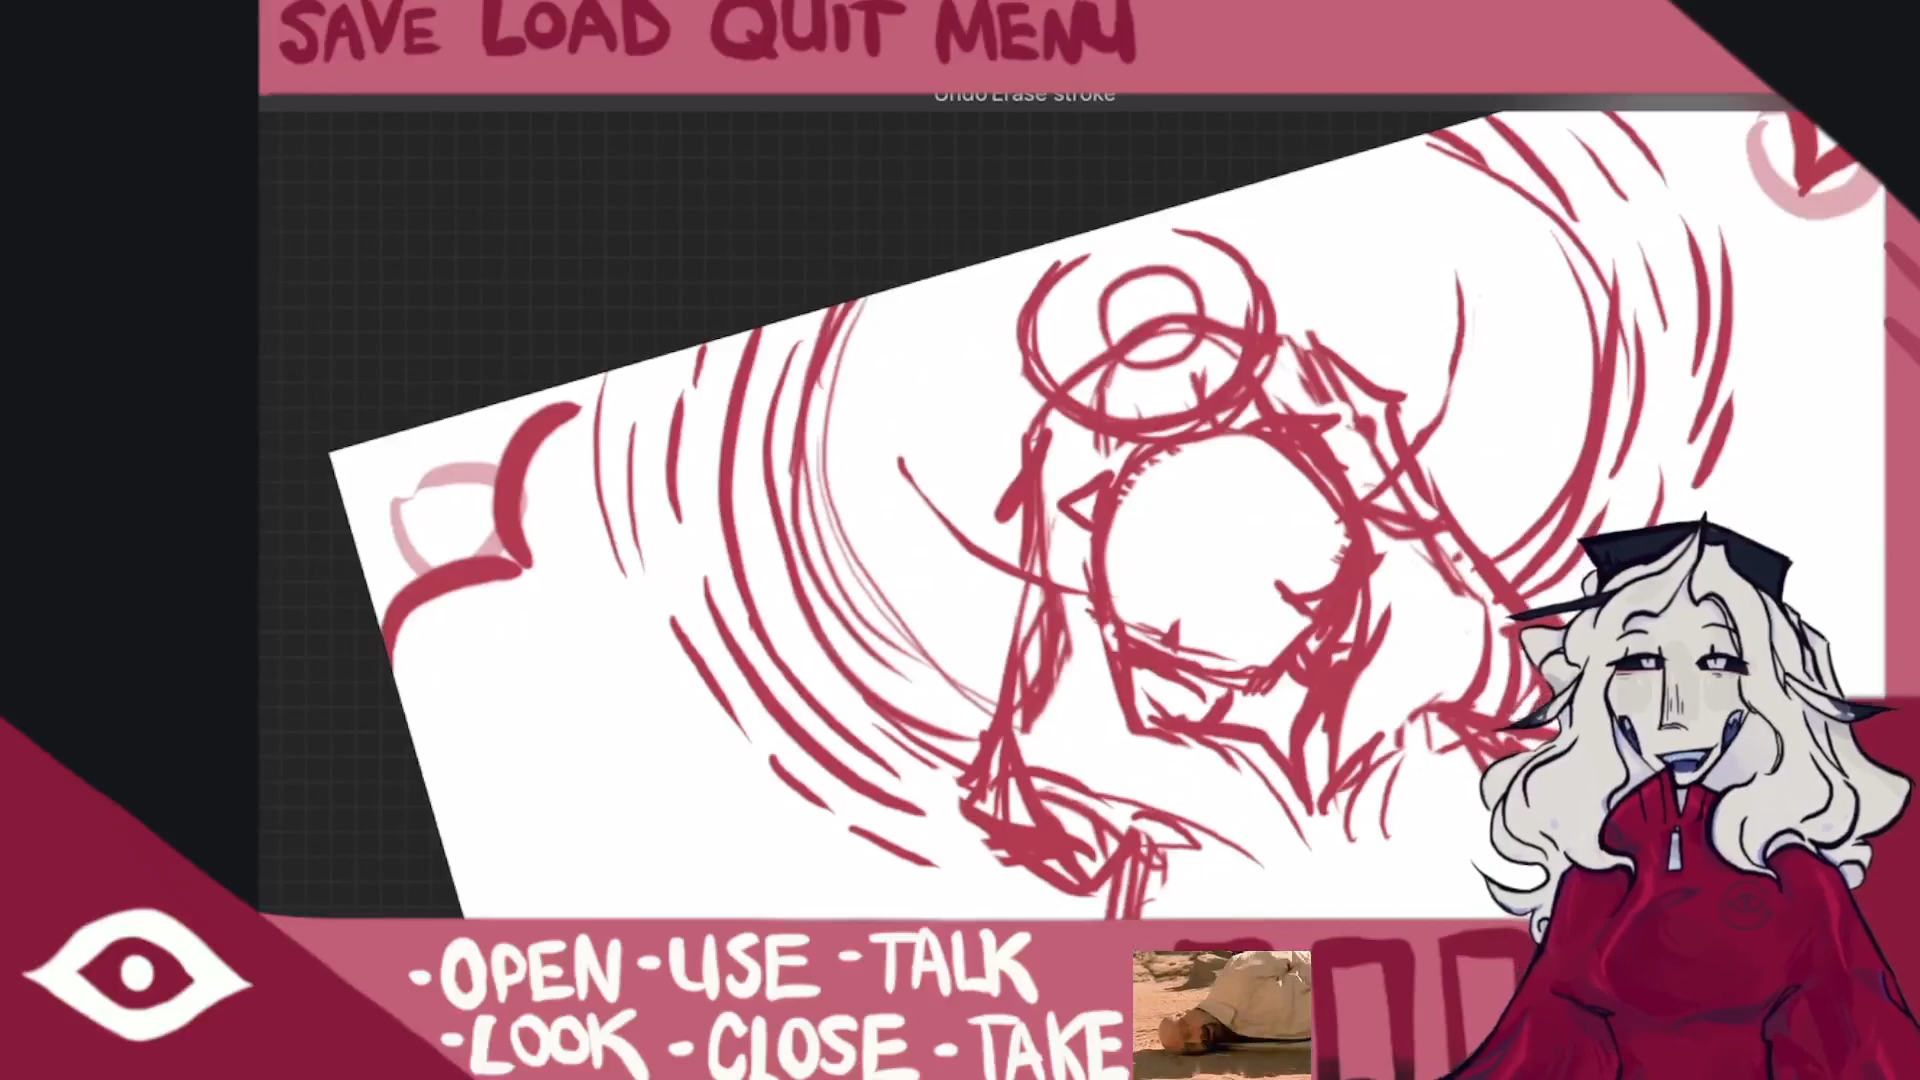 SAVE LOAD QUIT MENU
Undo Erase stroke
-OPEN -USE -TALK
-LOOK -CLOSE -TAKE